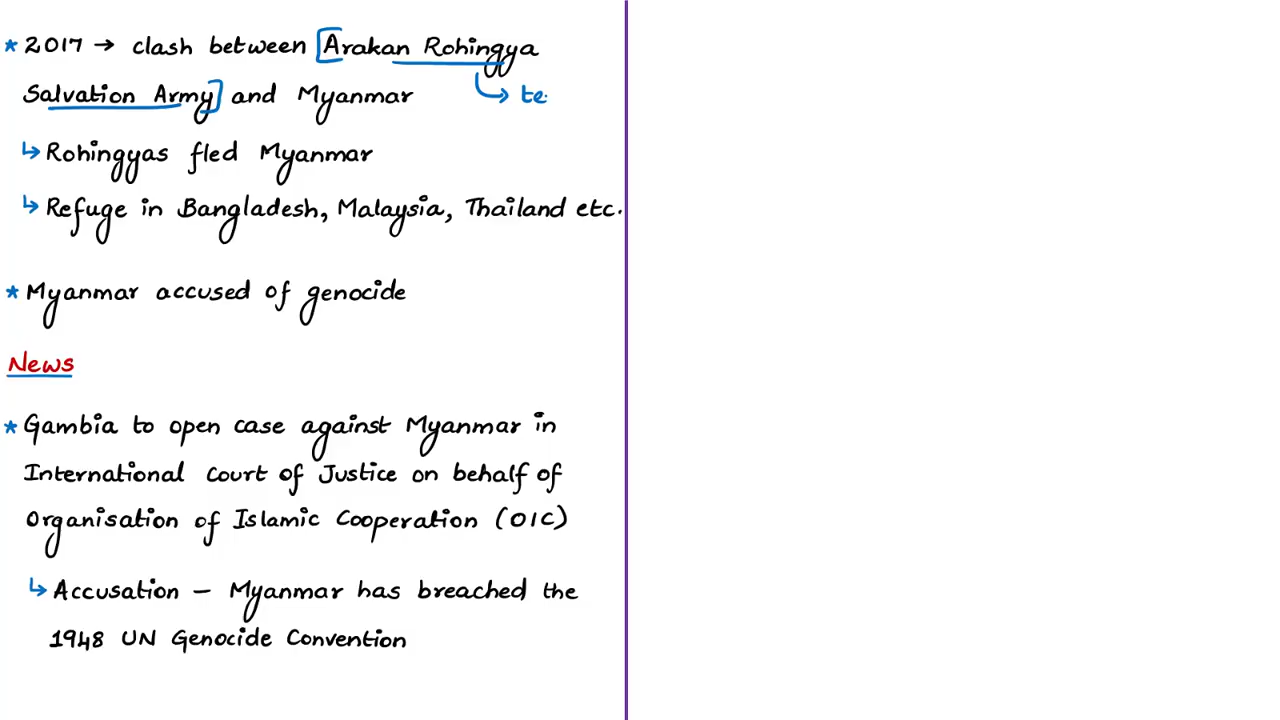 * 2017 → clash between [Arakan Rohingya
Salvation Army] and Myanmar
↳ te
↳ Rohingyas fled Myanmar
↳ Refuge in Bangladesh, Malaysia, Thailand etc.
* Myanmar accused of genocide
News
* Gambia to open case against Myanmar in
International Court of Justice on behalf of
Organisation of Islamic Cooperation (OIC)
↳ Accusation – Myanmar has breached the
1948 UN Genocide Convention